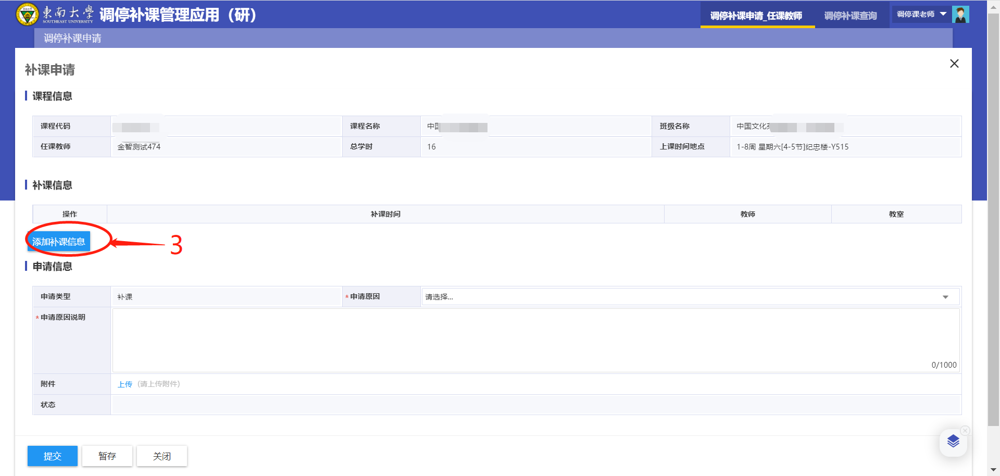 東南大學
SOUTHEAST UNIVERSITY
调停补课管理应用（研）
调停补课申请_任课教师
调停补课查询
调停课老师
调停补课申请
补课申请
课程信息
课程代码
课程名称 中国
班级名称 中国文化
任课教师 金智测试474
总学时 16
上课时间地点 1-8周 星期六[4-5节]纪忠楼-Y515
补课信息
操作 补课时间 教师 教室
添加补课信息
3
申请信息
申请类型 补课
* 申请原因 请选择...
* 申请原因说明
0/1000
附件 上传 (请上传附件)
状态
提交 暂存 关闭